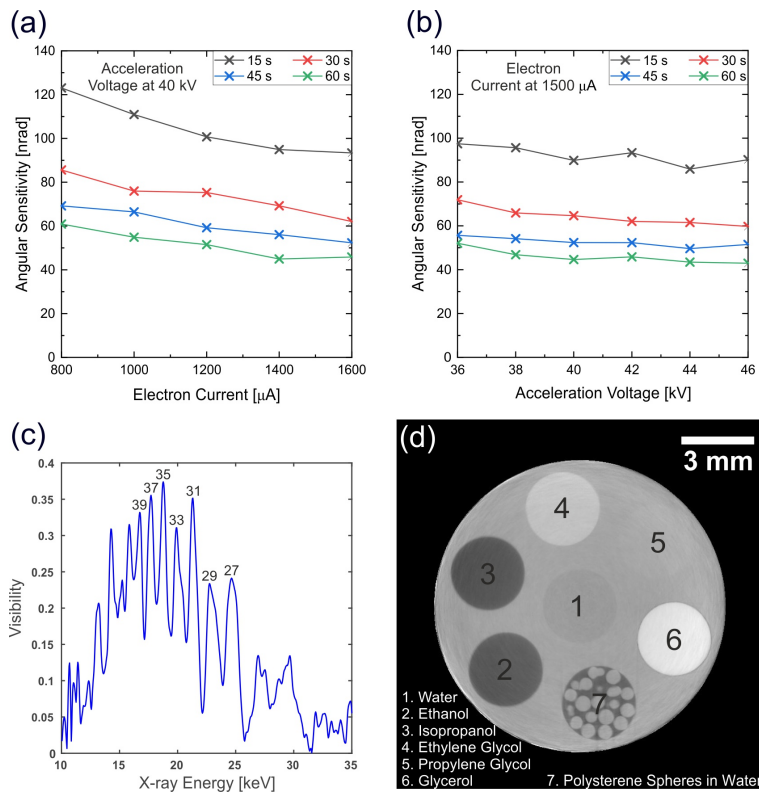 (a)
140
120
100
80
60
40
20
0
Angular Sensitivity [nrad]
Acceleration
Voltage at 40 kV
15 s 30 s
45 s 60 s
800 1000 1200 1400 1600
Electron Current [µA]
(b)
140
120
100
80
60
40
20
0
Angular Sensitivity [nrad]
Electron
Current at 1500 µA
15 s 30 s
45 s 60 s
36 38 40 42 44 46
Acceleration Voltage [kV]
(c)
0.4
0.35
0.3
0.25
0.2
0.15
0.1
0.05
0
Visibility
39 37 35 33 31 29 27
10 15 20 25 30 35
X-ray Energy [keV]
(d)
3 mm
4
5
3
1
6
2
7
1. Water
2. Ethanol
3. Isopropanol
4. Ethylene Glycol
5. Propylene Glycol
6. Glycerol 7. Polysterene Spheres in Water